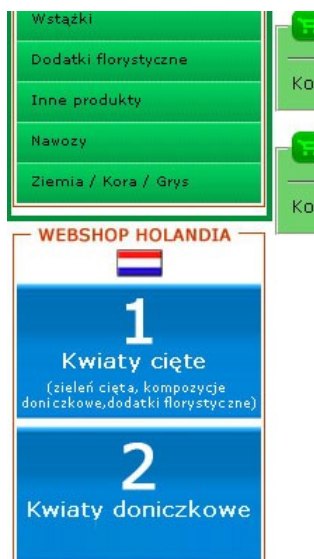 Wstążki
Dodatki florystyczne
Inne produkty
Nawozy
Ziemia / Kora / Grys
Ko
Ko
WEBSHOP HOLANDIA
1
Kwiaty cięte
(zieleń cięta, kompozycje
doniczkowe,dodatki florystyczne)
2
Kwiaty doniczkowe